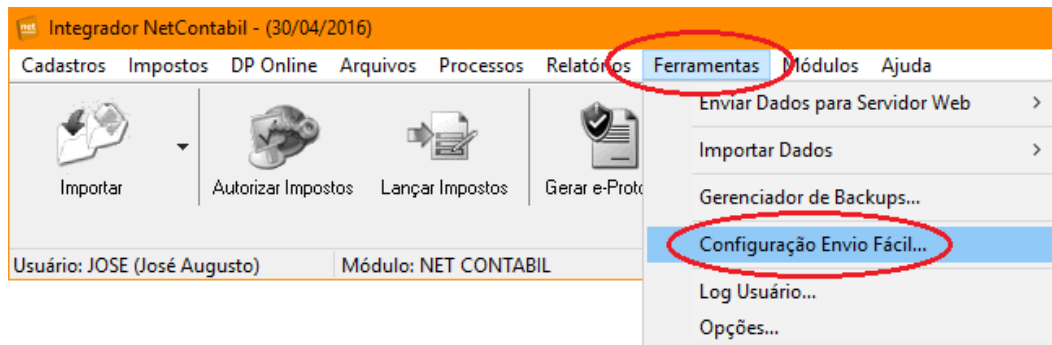 net
Integrador NetContabil - (30/04/2016)
Cadastros Impostos DP Online Arquivos Processos Relatórios Ferramentas Módulos Ajuda
Enviar Dados para Servidor Web >
Importar Dados >
Importar Autorizar Impostos Lançar Impostos Gerar e-Proto
Gerenciador de Backups...
Configuração Envio Fácil...
Usuário: JOSE (José Augusto) Módulo: NET CONTABIL
Log Usuário...
Opções...